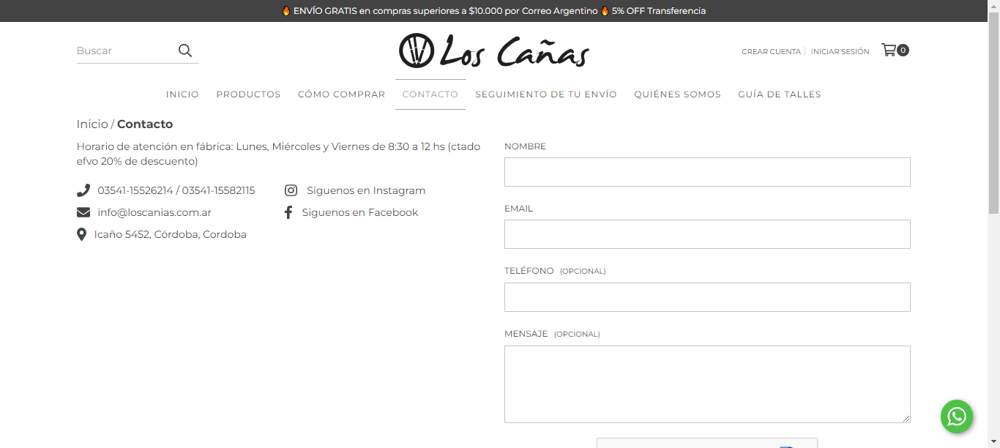 🔥 ENVÍO GRATIS en compras superiores a $10.000 por Correo Argentino 🔥 5% OFF Transferencia
Buscar
Los Cañas
CREAR CUENTA | INICIAR SESIÓN
0
INICIO PRODUCTOS CÓMO COMPRAR CONTACTO SEGUIMIENTO DE TU ENVÍO QUIÉNES SOMOS GUÍA DE TALLES
Inicio / Contacto
Horario de atención en fábrica: Lunes, Miércoles y Viernes de 8:30 a 12 hs (ctado
efvo 20% de descuento)
03541-15526214 / 03541-15582115
Siguenos en Instagram
info@loscanias.com.ar
Siguenos en Facebook
Icaño 5452, Córdoba, Cordoba
NOMBRE
EMAIL
TELÉFONO (OPCIONAL)
MENSAJE (OPCIONAL)